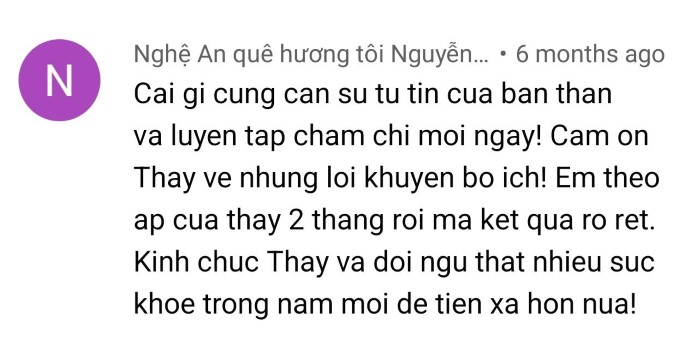 N
Nghệ An quê hương tôi Nguyễn... • 6 months ago
Cai gi cung can su tu tin cua ban than
va luyen tap cham chi moi ngay! Cam on
Thay ve nhung loi khuyen bo ich! Em theo
ap cua thay 2 thang roi ma ket qua ro ret.
Kinh chuc Thay va doi ngu that nhieu suc
khoe trong nam moi de tien xa hon nua!